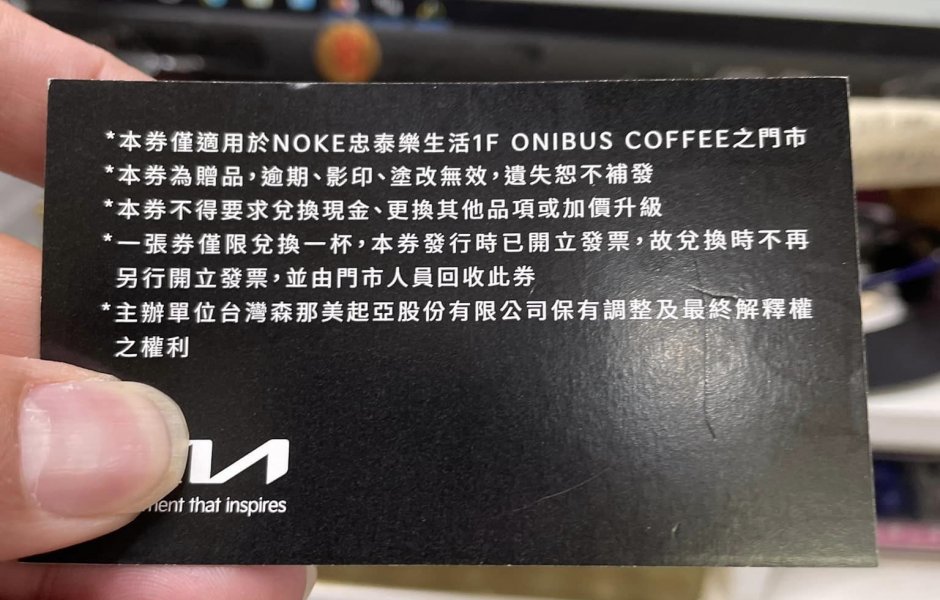 *本券僅適用於NOKE忠泰樂生活1F ONIBUS COFFEE之門市
*本券為贈品，逾期、影印、塗改無效，遺失恕不補發
*本券不得要求兌換現金、更換其他品項或加價升級
*一張券僅限兌換一杯，本券發行時已開立發票，故兌換時不再
另行開立發票，並由門市人員回收此券
*主辦單位台灣森那美起亞股份有限公司保有調整及最終解釋權
之權利
that inspires